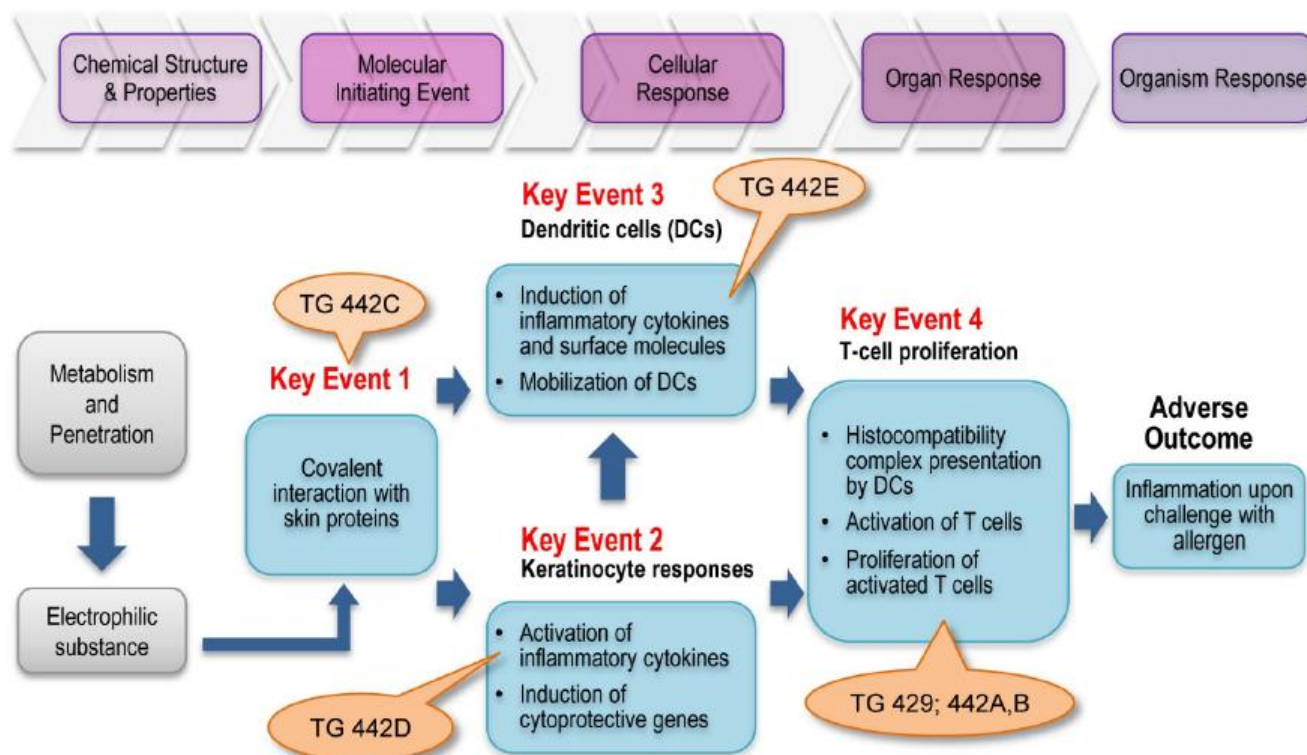 Chemical Structure
& Properties
Molecular
Initiating Event
Cellular
Response
Organ Response
Organism Response
Key Event 3
Dendritic cells (DCs)
TG 442E
• Induction of
inflammatory cytokines
and surface molecules
• Mobilization of DCs
TG 442C
Key Event 1
Covalent
interaction with
skin proteins
Metabolism
and
Penetration
Electrophilic
substance
Key Event 2
Keratinocyte responses
• Activation of
inflammatory cytokines
• Induction of
cytoprotective genes
TG 442D
Key Event 4
T-cell proliferation
• Histocompatibility
complex presentation
by DCs
• Activation of T cells
• Proliferation of
activated T cells
TG 429; 442A,B
Adverse
Outcome
Inflammation upon
challenge with
allergen